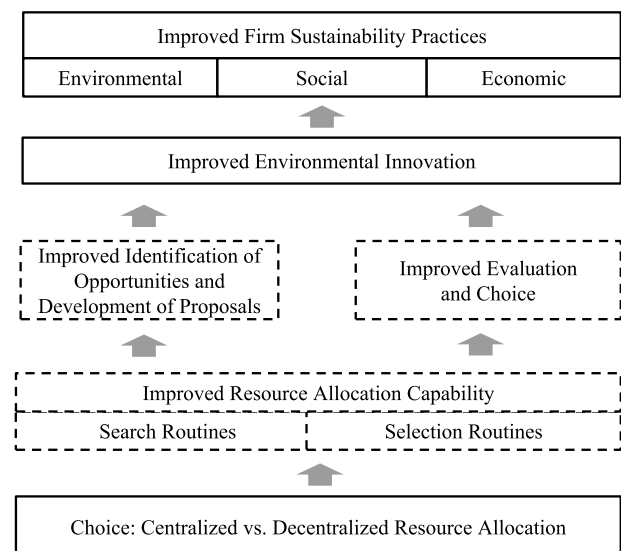 Improved Firm Sustainability Practices
Environmental
Social
Economic
Improved Environmental Innovation
Improved Identification of
Opportunities and
Development of Proposals
Improved Evaluation
and Choice
Improved Resource Allocation Capability
Search Routines
Selection Routines
Choice: Centralized vs. Decentralized Resource Allocation